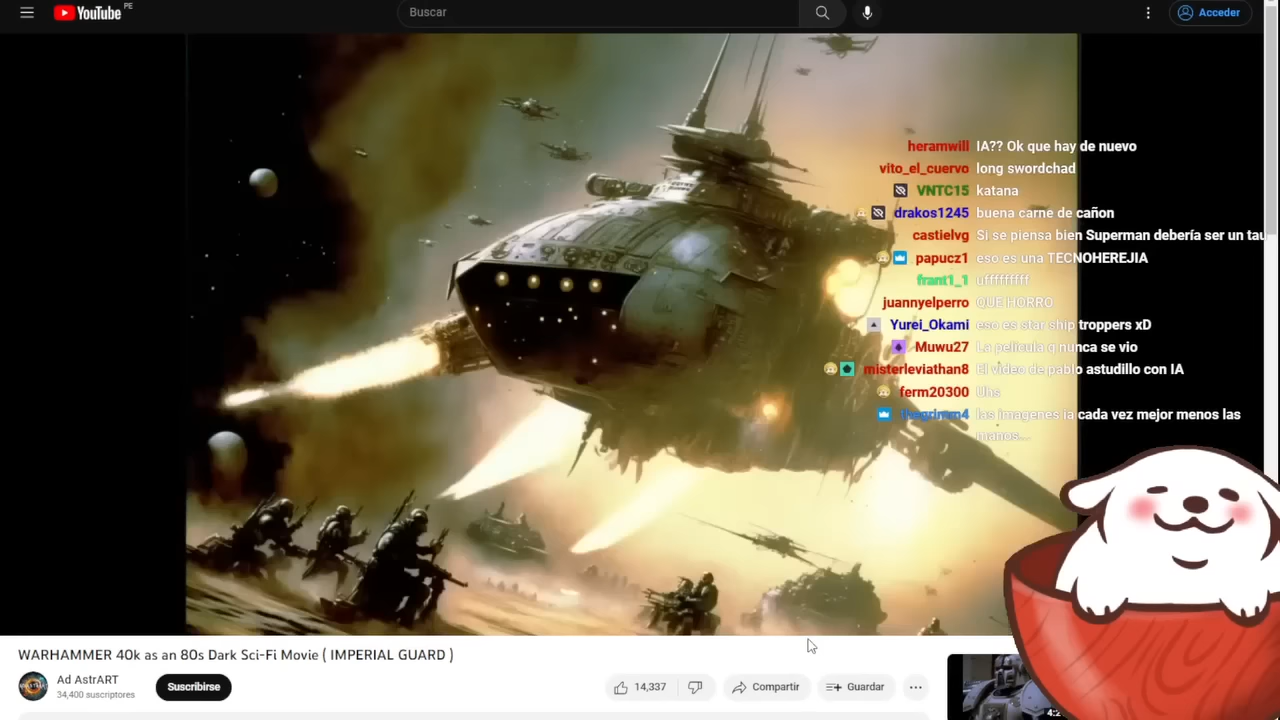 YouTube PE
Buscar
Acceder
heramwill IA?? Ok que hay de nuevo
vito_el_cuervo long swordchad
VNTC15 katana
drakos1245 buena carne de cañon
castielvg Si se piensa bien Superman debería ser un tau
papucz1 eso es una TECNOHEREJIA
frant1_1 ufffffffff
juannyelperro QUE HORRO
Yurei_Okami eso es star ship troppers xD
Muwu27 La pelicula q nunca se vio
misterleviathan8 El video de pablo astudillo con IA
ferm20300 Uhs
thegrimm4 las imagenes ia cada vez mejor menos las
manos...
WARHAMMER 40k as an 80s Dark Sci-Fi Movie ( IMPERIAL GUARD )
Ad AstrART
34,400 suscriptores
Suscribirse
14,337
Compartir
Guardar